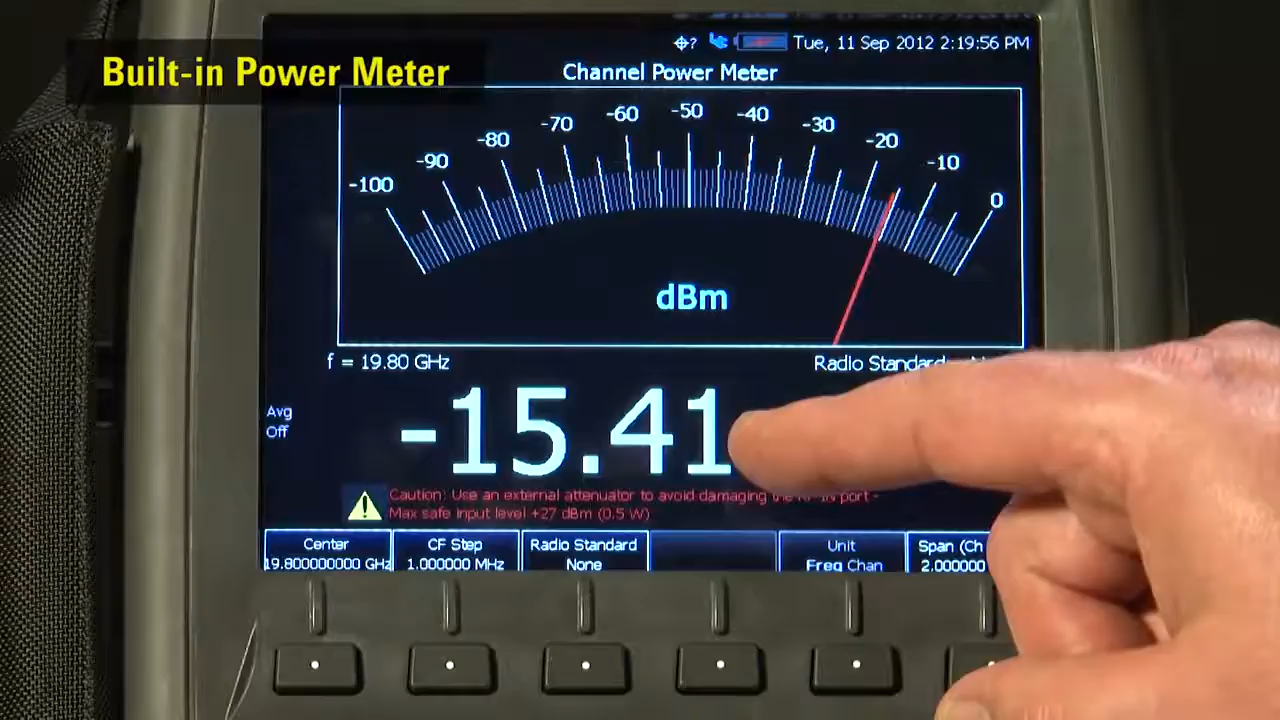 Built-in Power Meter
Tue, 11 Sep 2012 2:19:56 PM
Channel Power Meter
-100
-90
-80
-70
-60
-50
-40
-30
-20
-10
0
dBm
f = 19.80 GHz
Radio Standard
Avg
Off
-15.41
Caution: Use an external attenuator to avoid damaging the RF IN port -
Max safe input level +27 dBm (0.5 W)
Center
19.800000000 GHz
CF Step
1.000000 MHz
Radio Standard
None
Unit
Freq Chan
Span (Ch
2.000000